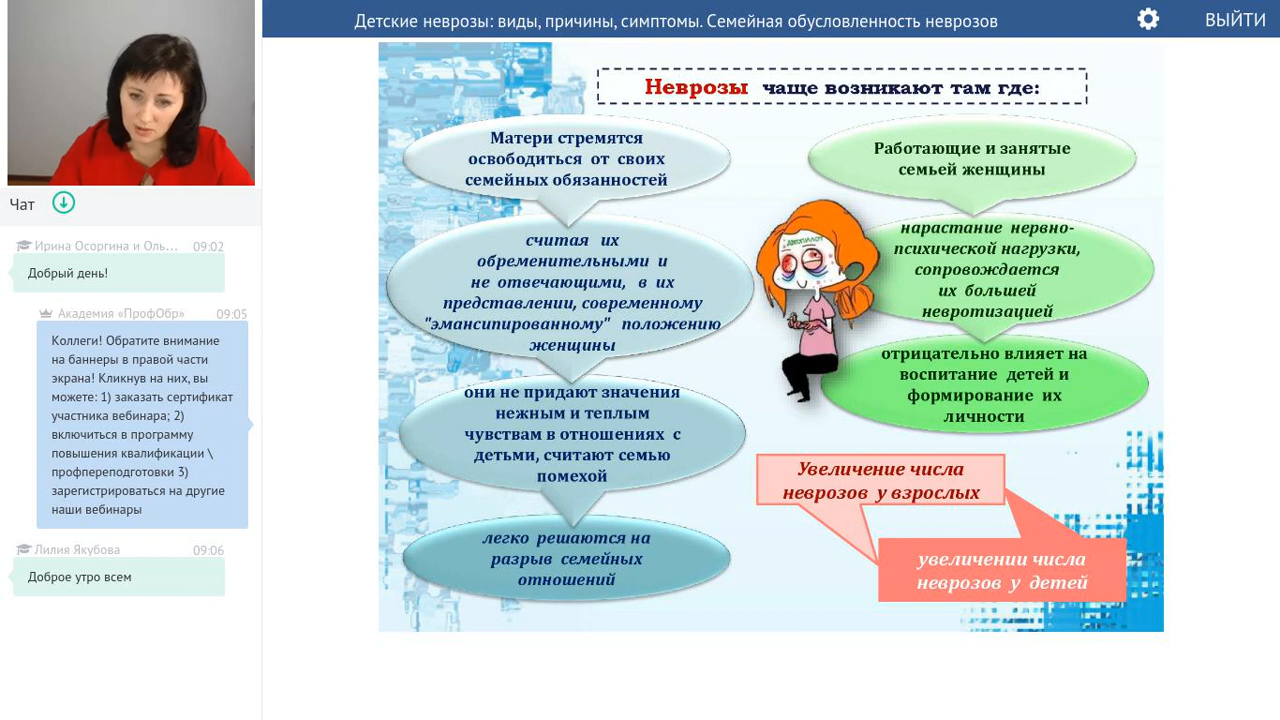 Детские неврозы: виды, причины, симптомы. Семейная обусловленность неврозов
ВЫЙТИ
Чат
Ирина Осоргина и Оль...
09:02
Добрый день!
Академия «ПрофОбр»
09:05
Коллеги! Обратите внимание
на баннеры в правой части
экрана! Кликнув на них, вы
можете: 1) заказать сертификат
участника вебинара; 2)
включиться в программу
повышения квалификации \
профпереподготовки 3)
зарегистрироваться на другие
наши вебинары
Лилия Якубова
09:06
Доброе утро всем
Неврозы чаще возникают там где:
Матери стремятся
освободиться от своих
семейных обязанностей
считая их
обременительными и
не отвечающими, в их
представлении, современному
"эмансипированному" положению
женщины
они не придают значения
нежным и теплым
чувствам в отношениях с
детьми, считают семью
помехой
легко решаются на
разрыв семейных
отношений
Работающие и занятые
семьей женщины
нарастание нервно-
психической нагрузки,
сопровождается
их большей
невротизацией
отрицательно влияет на
воспитание детей и
формирование их
личности
Увеличение числа
неврозов у взрослых
увеличении числа
неврозов у детей